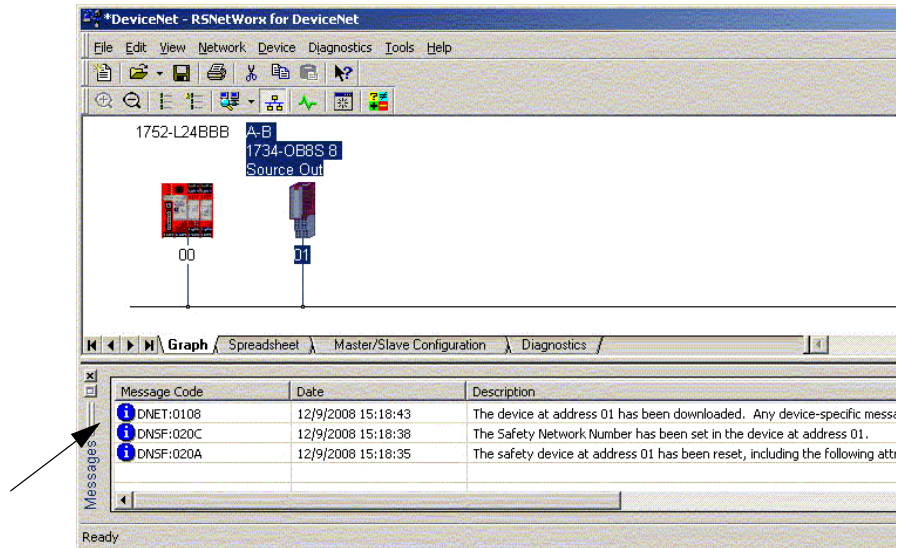 *DeviceNet - RSNetWorx for DeviceNet
File Edit View Network Device Diagnostics Tools Help
1752-L24BBB
A-B
1734-OB8S 8
Source Out
00
01
Graph Spreadsheet Master/Slave Configuration Diagnostics
Messages
Message Code Date Description
DNET:0108 12/9/2008 15:18:43 The device at address 01 has been downloaded. Any device-specific messa
DNSF:020C 12/9/2008 15:18:38 The Safety Network Number has been set in the device at address 01.
DNSF:020A 12/9/2008 15:18:35 The safety device at address 01 has been reset, including the following attr
Ready